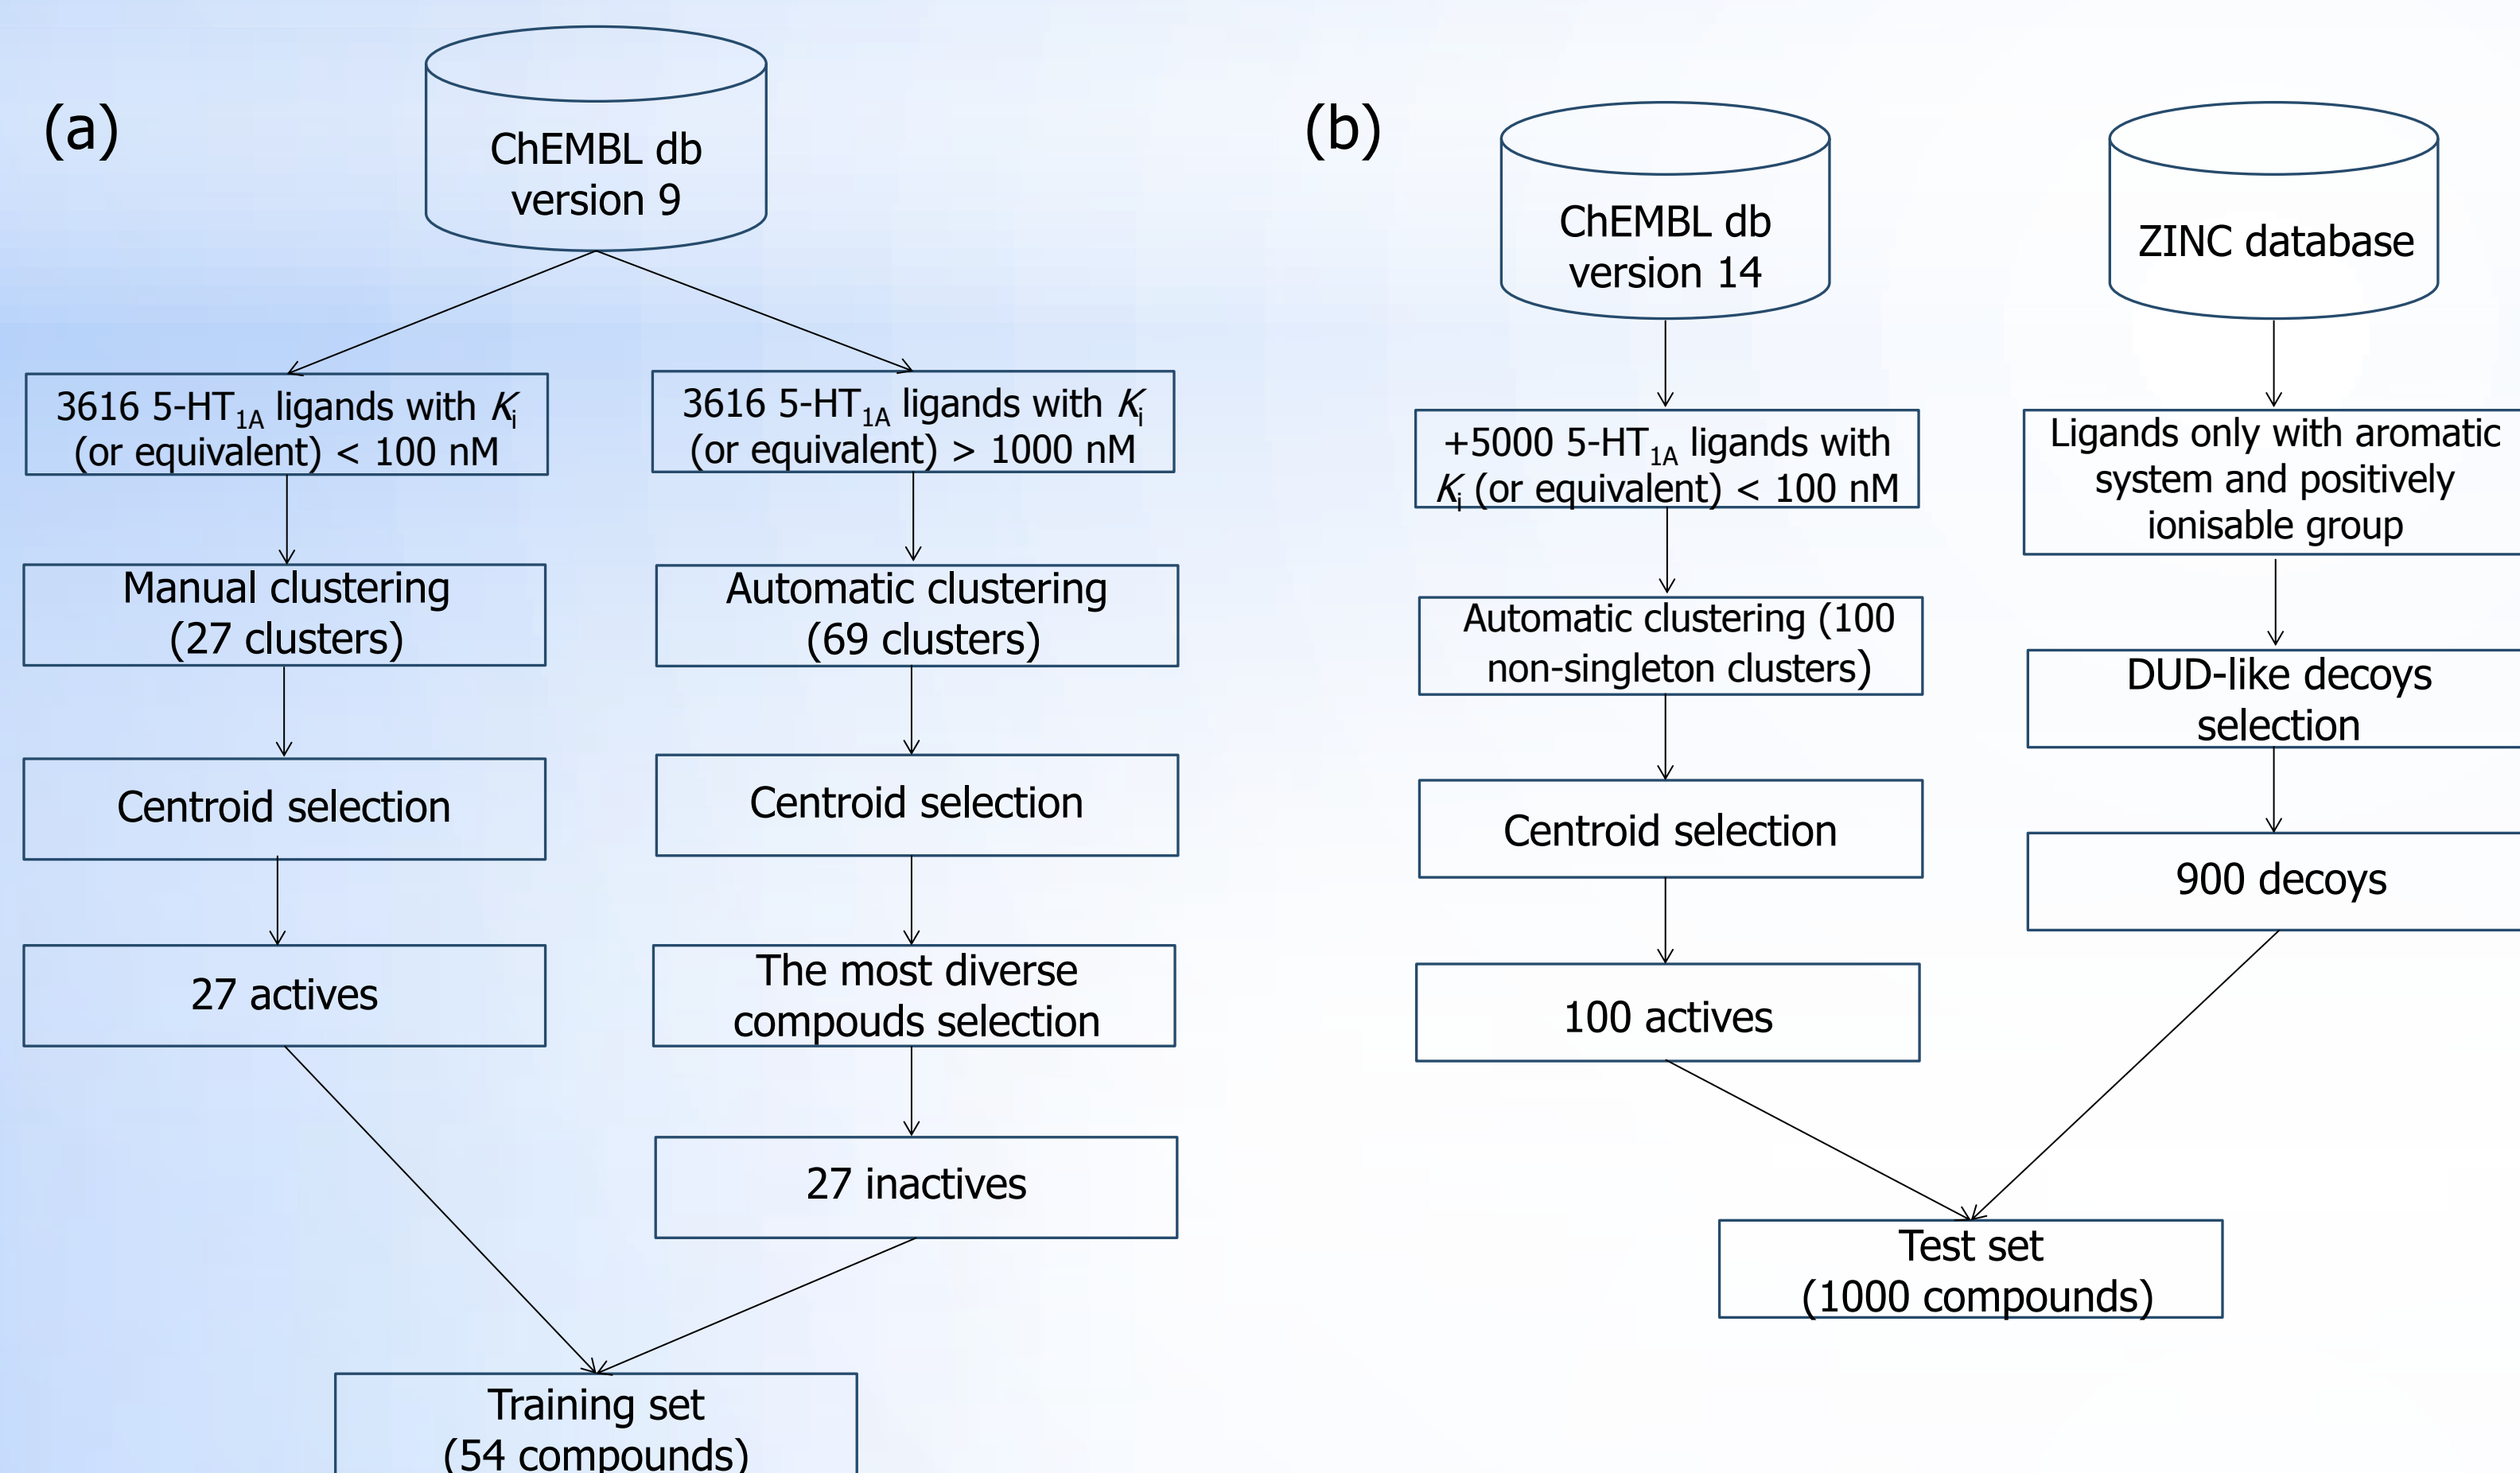 (a)
ChEMBL db
version 9
3616 5-HT1A ligands with Ki
(or equivalent) < 100 nM
3616 5-HT1A ligands with Ki
(or equivalent) > 1000 nM
Manual clustering
(27 clusters)
Automatic clustering
(69 clusters)
Centroid selection
Centroid selection
27 actives
The most diverse
compouds selection
27 inactives
Training set
(54 compounds)
(b)
ChEMBL db
version 14
ZINC database
+5000 5-HT1A ligands with
Ki (or equivalent) < 100 nM
Ligands only with aromatic
system and positively
ionisable group
Automatic clustering (100
non-singleton clusters)
DUD-like decoys
selection
Centroid selection
900 decoys
100 actives
Test set
(1000 compounds)